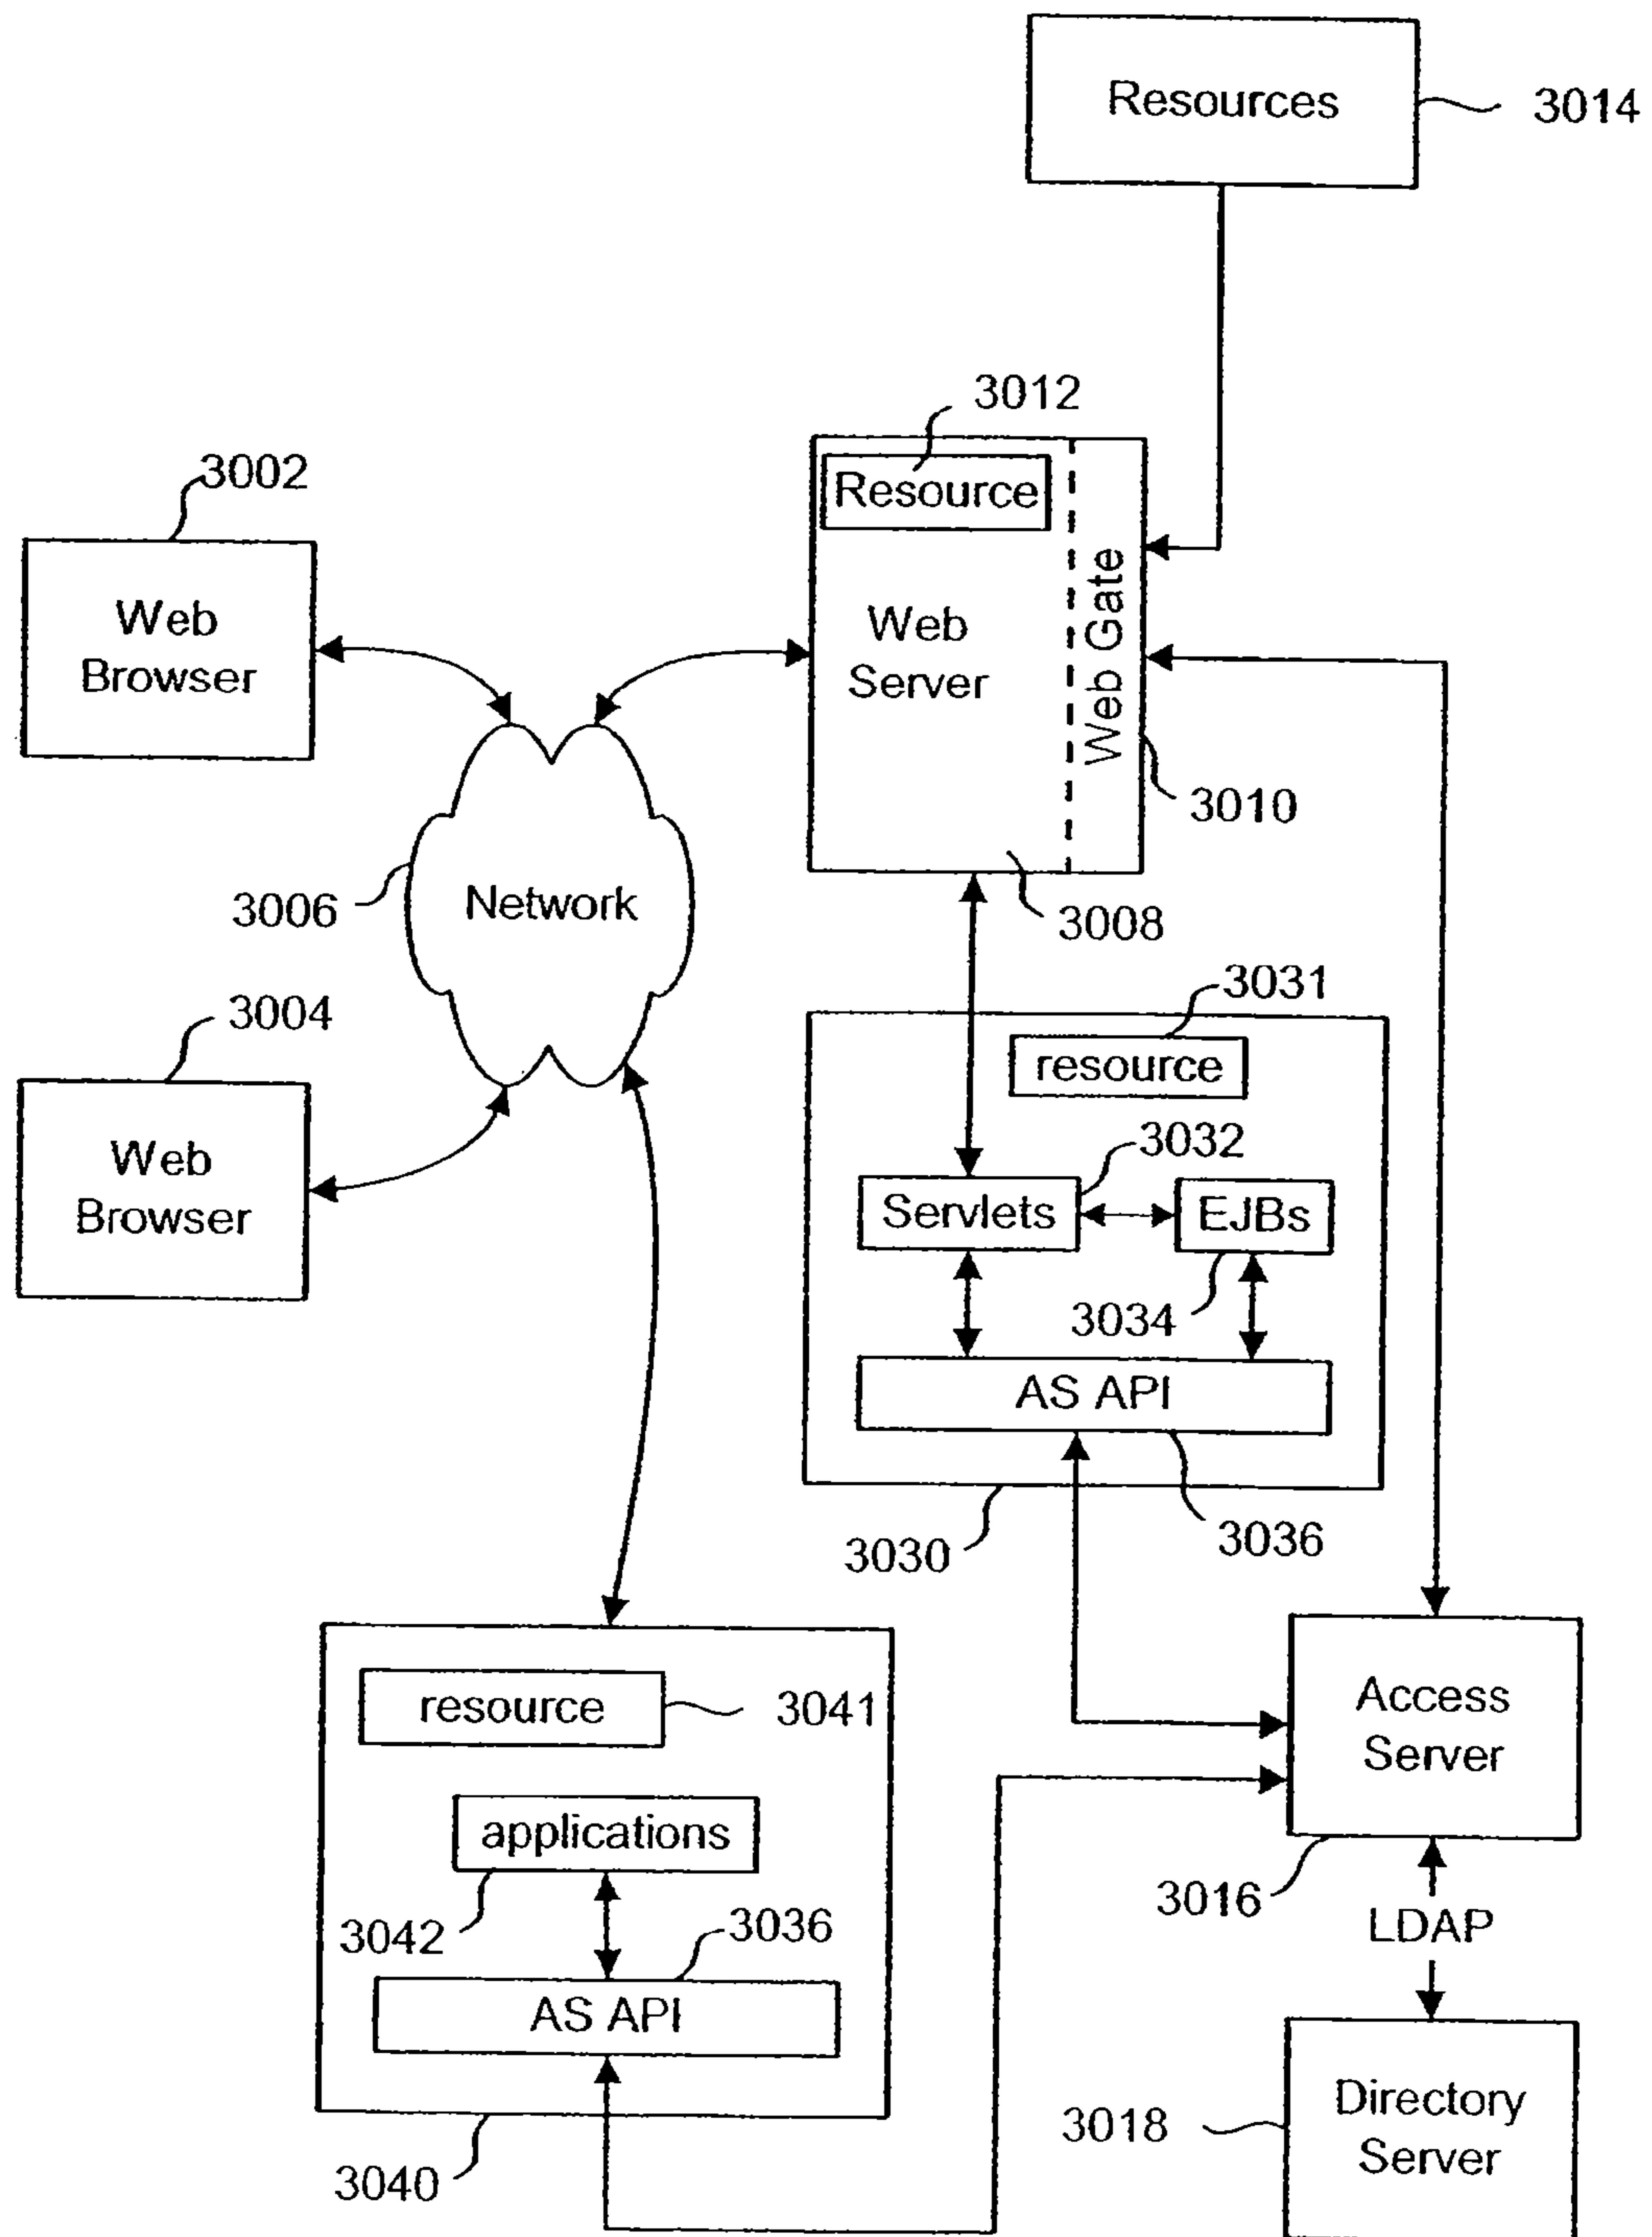 Resources
3014
3012
Resource
3002
Web
Browser
Web
Server
Web Gate
3010
3006
Network
3008
3031
resource
3004
Web
Browser
3032
Servlets
EJBs
3034
AS API
3036
3030
resource
3041
Access
Server
applications
3016
3042
3036
LDAP
AS API
Directory
Server
3018
3040